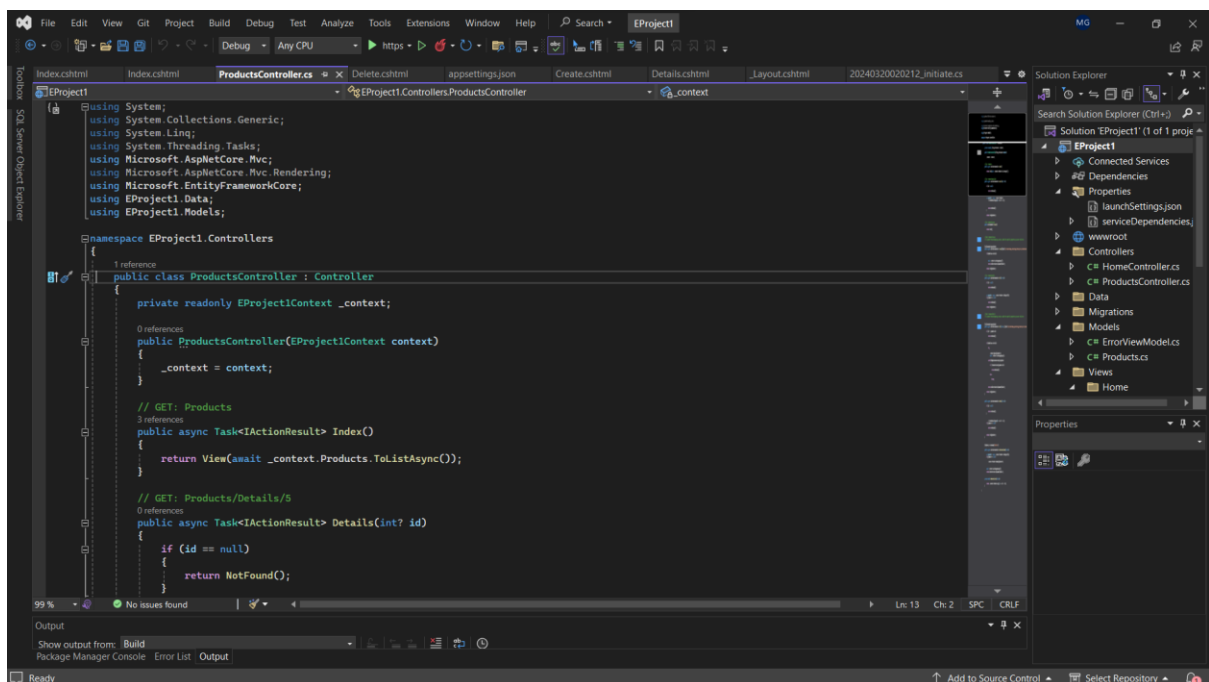 File Edit View Git Project Build Debug Test Analyze Tools Extensions Window Help Search EProject1 MG
Debug Any CPU https
Index.cshtml Index.cshtml ProductsController.cs Delete.cshtml appsettings.json Create.cshtml Details.cshtml _Layout.cshtml 20240320020212_initiate.cs
EProject1 EProject1.Controllers.ProductsController _context
Toolbox
SQL Server Object Explorer
using System;
using System.Collections.Generic;
using System.Linq;
using System.Threading.Tasks;
using Microsoft.AspNetCore.Mvc;
using Microsoft.AspNetCore.Mvc.Rendering;
using Microsoft.EntityFrameworkCore;
using EProject1.Data;
using EProject1.Models;
namespace EProject1.Controllers
{
1 reference
public class ProductsController : Controller
{
private readonly EProject1Context _context;
0 references
public ProductsController(EProject1Context context)
{
_context = context;
}
// GET: Products
3 references
public async Task<IActionResult> Index()
{
return View(await _context.Products.ToListAsync());
}
// GET: Products/Details/5
0 references
public async Task<IActionResult> Details(int? id)
{
if (id == null)
{
return NotFound();
}
99 % No issues found Ln: 13 Ch: 2 SPC CRLF
Output
Show output from: Build
Package Manager Console Error List Output
Solution Explorer
Search Solution Explorer (Ctrl+;)
Solution 'EProject1' (1 of 1 proje
EProject1
Connected Services
Dependencies
Properties
launchSettings.json
serviceDependencies.j
wwwroot
Controllers
C# HomeController.cs
C# ProductsController.cs
Data
Migrations
Models
C# ErrorViewModel.cs
C# Products.cs
Views
Home
Properties
Ready Add to Source Control Select Repository